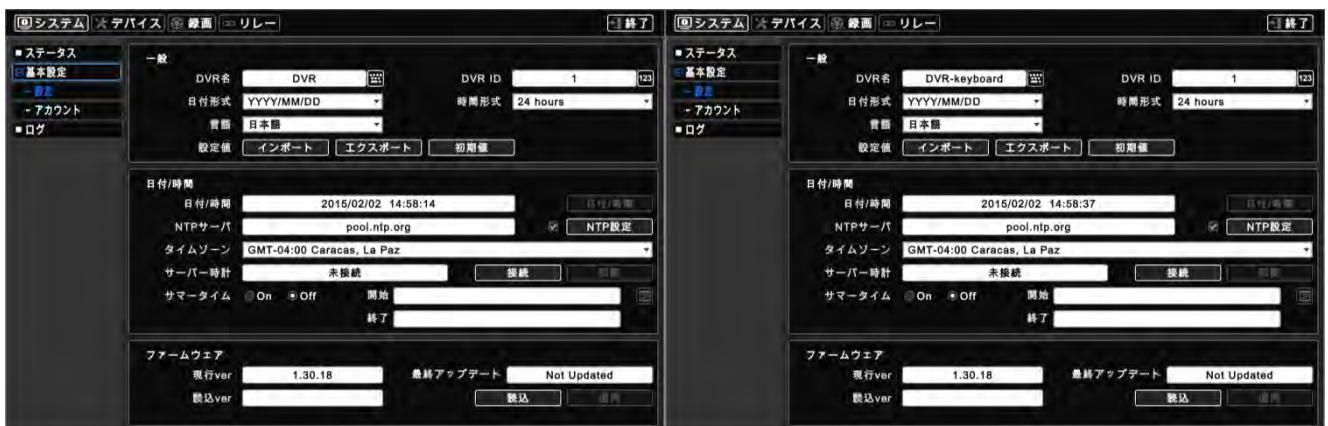 システム デバイス 録画 リレー 終了
ステータス
基本設定
- 設定
- アカウント
ログ
一般
DVR名 DVR DVR ID 1 123
日付形式 YYYY/MM/DD 時間形式 24 hours
言語 日本語
設定値 インポート エクスポート 初期値
日付/時間
日付/時間 2015/02/02 14:58:14 日付/時間
NTPサーバ pool.ntp.org NTP設定
タイムゾーン GMT-04:00 Caracas, La Paz
サーバー時計 未接続 接続
サマータイム On Off 開始
終了
ファームウェア
現行ver 1.30.18 最終アップデート Not Updated
読込ver 読込
システム デバイス 録画 リレー 終了
ステータス
基本設定
- 設定
- アカウント
ログ
一般
DVR名 DVR-keyboard DVR ID 1 123
日付形式 YYYY/MM/DD 時間形式 24 hours
言語 日本語
設定値 インポート エクスポート 初期値
日付/時間
日付/時間 2015/02/02 14:58:37 日付/時間
NTPサーバ pool.ntp.org NTP設定
タイムゾーン GMT-04:00 Caracas, La Paz
サーバー時計 未接続 接続
サマータイム On Off 開始
終了
ファームウェア
現行ver 1.30.18 最終アップデート Not Updated
読込ver 読込